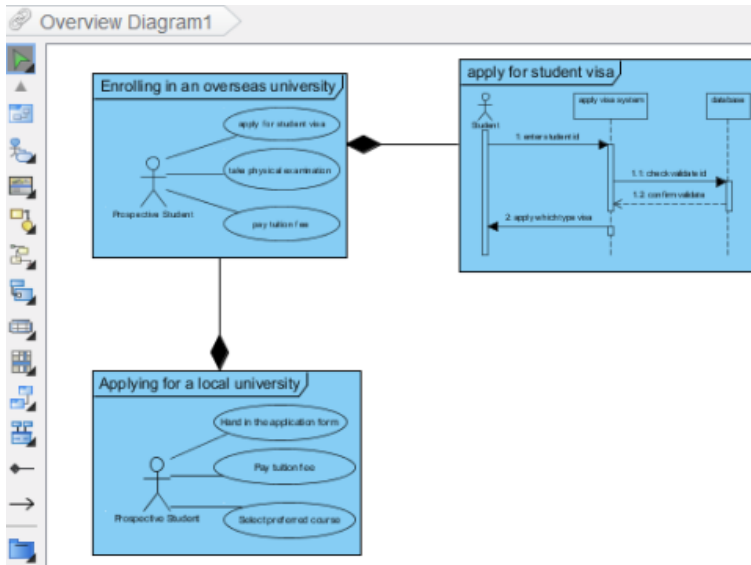 Overview Diagram1
Enrolling in an overseas university
apply for student visa
take physical examination
pay tuition fee
Prospective Student
apply for student visa
Student
apply visa system
database
1: enter student id
1.1: check validate id
1.2: confirm validate
2: apply which type visa
Applying for a local university
Hand in the application form
Pay tuition fee
Select preferred course
Prospective Student